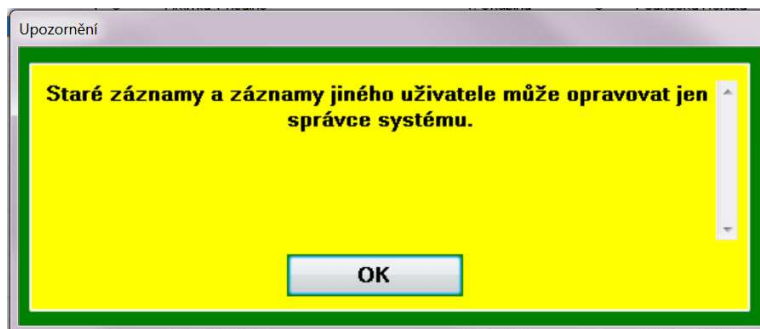 Upozornění
Staré záznamy a záznamy jiného uživatele může opravovat jen
správce systému.
OK